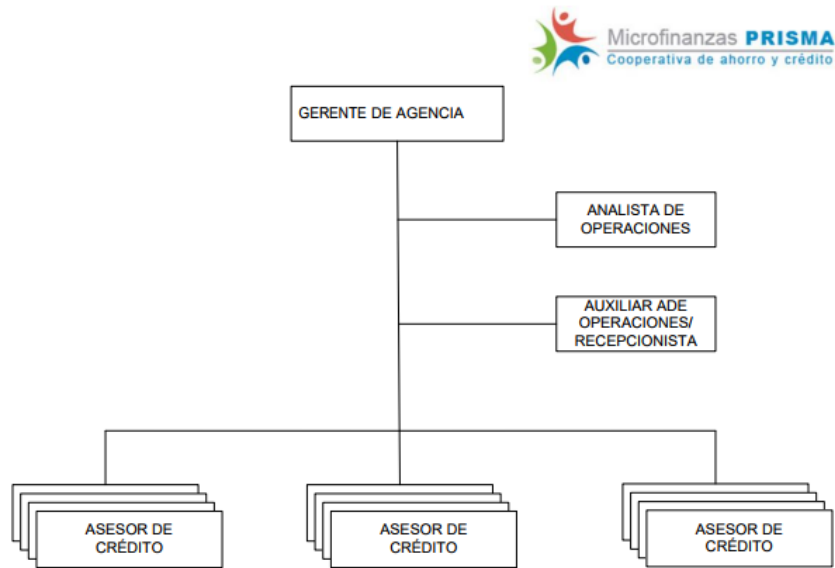 Microfinanzas PRISMA
Cooperativa de ahorro y crédito
GERENTE DE AGENCIA
ANALISTA DE
OPERACIONES
AUXILIAR ADE
OPERACIONES/
RECEPCIONISTA
ASESOR DE
CRÉDITO
ASESOR DE
CRÉDITO
ASESOR DE
CRÉDITO